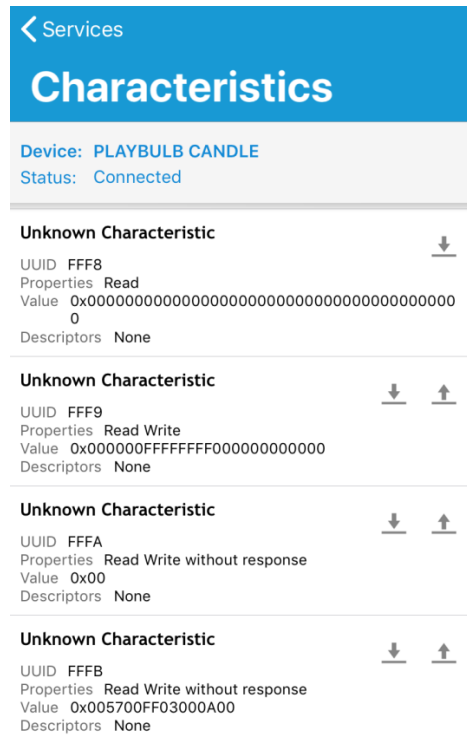 Services
Characteristics
Device: PLAYBULB CANDLE
Status: Connected
Unknown Characteristic
UUID FFF8
Properties Read
Value 0x000000000000000000000000000000000000000
0
Descriptors None
Unknown Characteristic
UUID FFF9
Properties Read Write
Value 0x000000FFFFFFFF000000000000
Descriptors None
Unknown Characteristic
UUID FFFA
Properties Read Write without response
Value 0x00
Descriptors None
Unknown Characteristic
UUID FFFB
Properties Read Write without response
Value 0x005700FF03000A00
Descriptors None